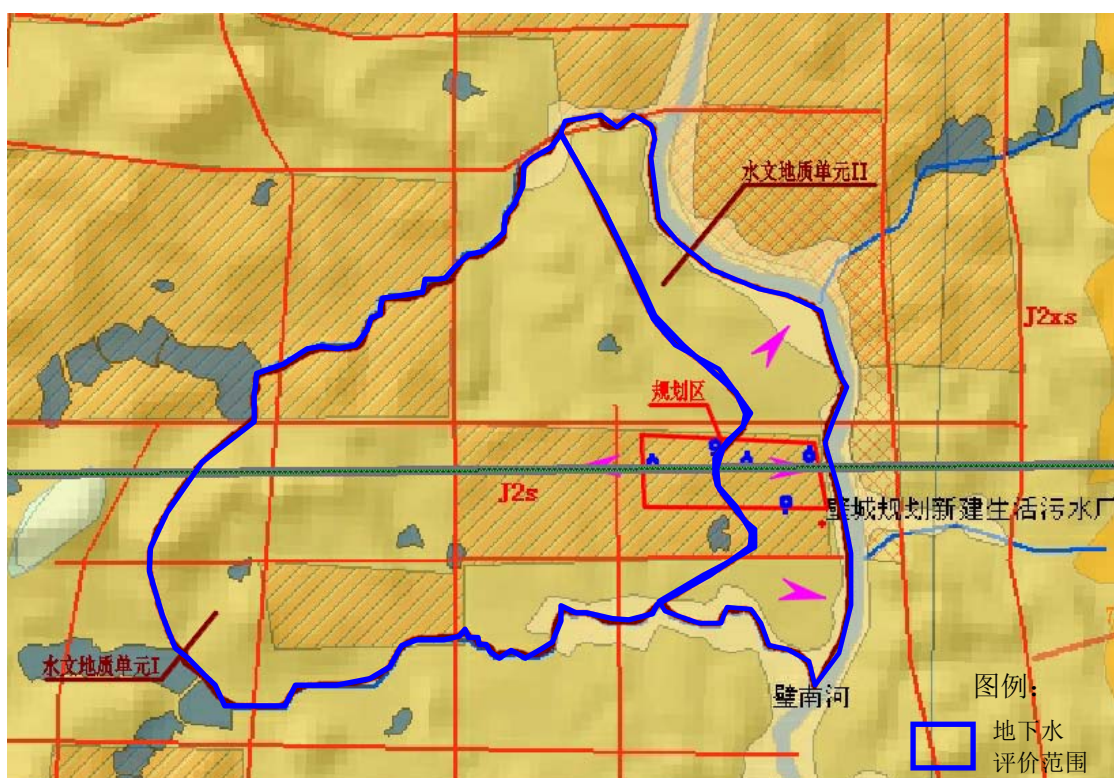 水文地质单元II
J2xs
规划区
J2s
璧城规划新建生活污水厂
水文地质单元I
璧南河
图例:
地下水
评价范围